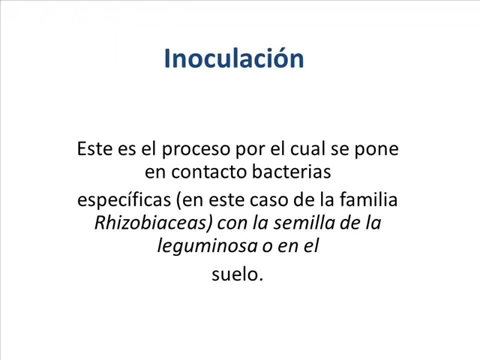 Inoculación
Este es el proceso por el cual se pone
en contacto bacterias
específicas (en este caso de la familia
Rhizobiaceas) con la semilla de la
leguminosa o en el
suelo.